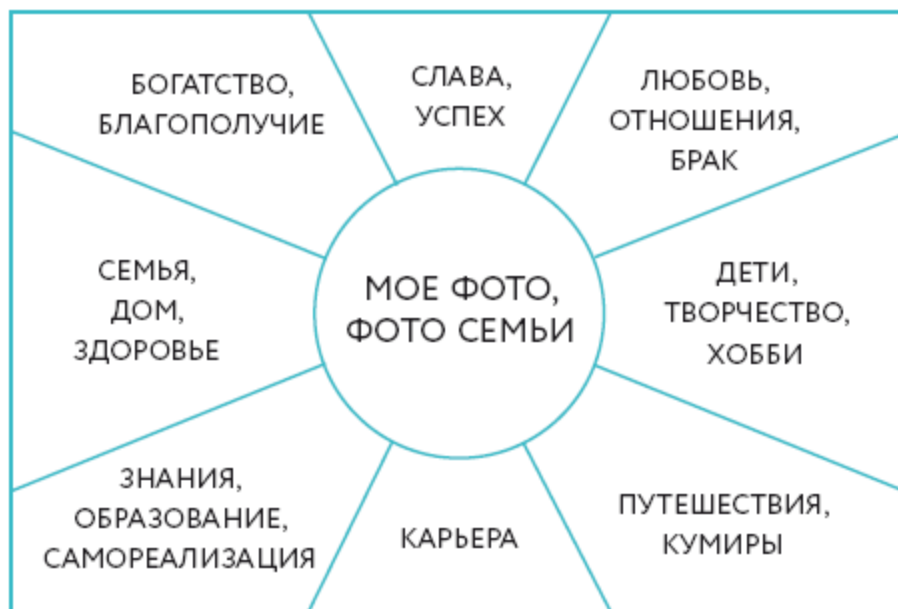 БОГАТСТВО,
БЛАГОПОЛУЧИЕ
СЛАВА,
УСПЕХ
ЛЮБОВЬ,
ОТНОШЕНИЯ,
БРАК
СЕМЬЯ,
ДОМ,
ЗДОРОВЬЕ
МОЕ ФОТО,
ФОТО СЕМЬИ
ДЕТИ,
ТВОРЧЕСТВО,
ХОББИ
ЗНАНИЯ,
ОБРАЗОВАНИЕ,
САМОРЕАЛИЗАЦИЯ
КАРЬЕРА
ПУТЕШЕСТВИЯ,
КУМИРЫ